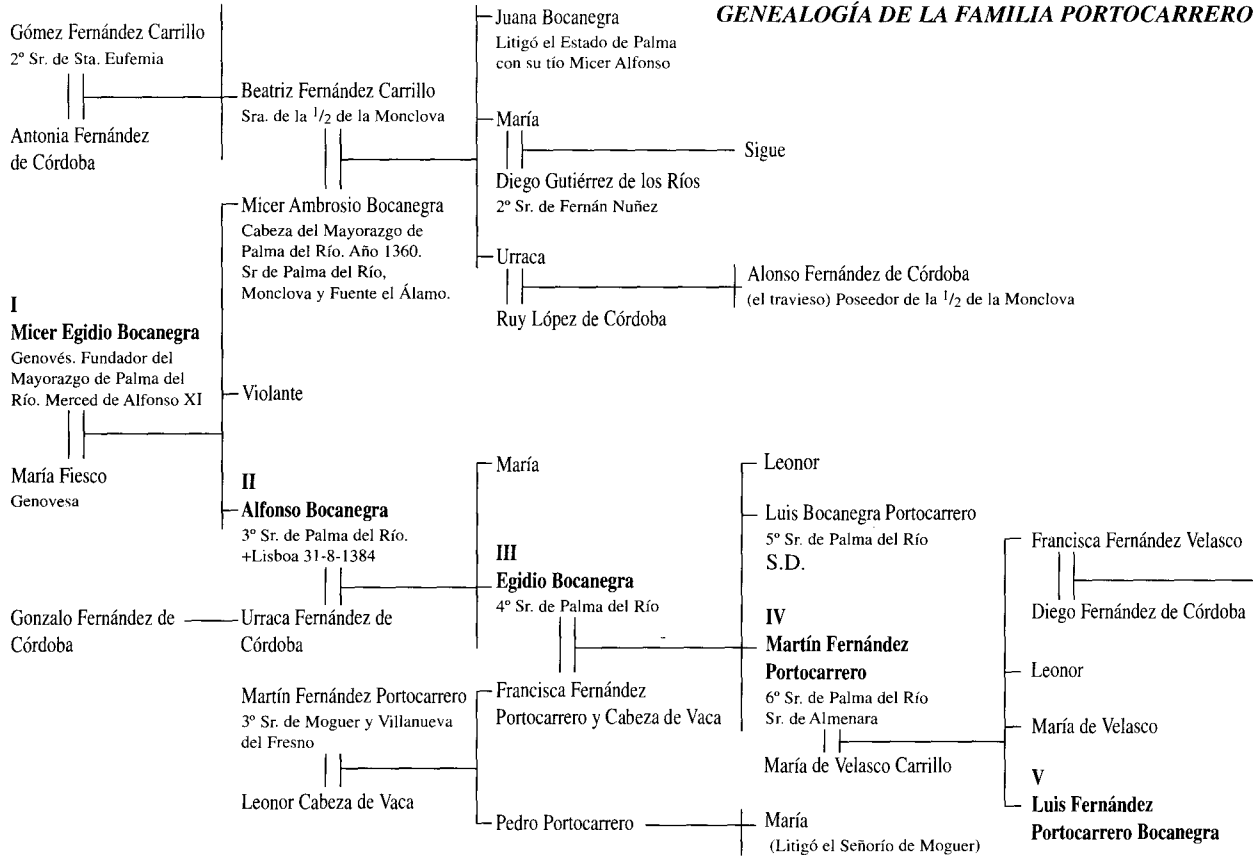 GENEALOGÍA DE LA FAMILIA PORTOCARRERO
Gómez Fernández Carrillo
2º Sr. de Sta. Eufemia
Antonia Fernández
de Córdoba
Beatriz Fernández Carrillo
Sra. de la 1/2 de la Monclova
Micer Ambrosio Bocanegra
Cabeza del Mayorazgo de
Palma del Río. Año 1360.
Sr de Palma del Río,
Monclova y Fuente el Álamo.
Juana Bocanegra
Litigó el Estado de Palma
con su tío Micer Alfonso
María
Sigue
Diego Gutiérrez de los Ríos
2º Sr. de Fernán Nuñez
Urraca
Ruy López de Córdoba
Alonso Fernández de Córdoba
(el travieso) Poseedor de la 1/2 de la Monclova
I
Micer Egidio Bocanegra
Genovés. Fundador del
Mayorazgo de Palma del
Río. Merced de Alfonso XI
María Fiesco
Genovesa
Violante
II
Alfonso Bocanegra
3º Sr. de Palma del Río.
+Lisboa 31-8-1384
Gonzalo Fernández de
Córdoba
Urraca Fernández de
Córdoba
María
III
Egidio Bocanegra
4º Sr. de Palma del Río
Martín Fernández Portocarrero
3º Sr. de Moguer y Villanueva
del Fresno
Leonor Cabeza de Vaca
Francisca Fernández
Portocarrero y Cabeza de Vaca
Pedro Portocarrero
María
(Litigó el Señorío de Moguer)
Leonor
Luis Bocanegra Portocarrero
5º Sr. de Palma del Río
S.D.
IV
Martín Fernández
Portocarrero
6º Sr. de Palma del Río
Sr. de Almenara
María de Velasco Carrillo
Francisca Fernández Velasco
Diego Fernández de Córdoba
Leonor
María de Velasco
V
Luis Fernández
Portocarrero Bocanegra